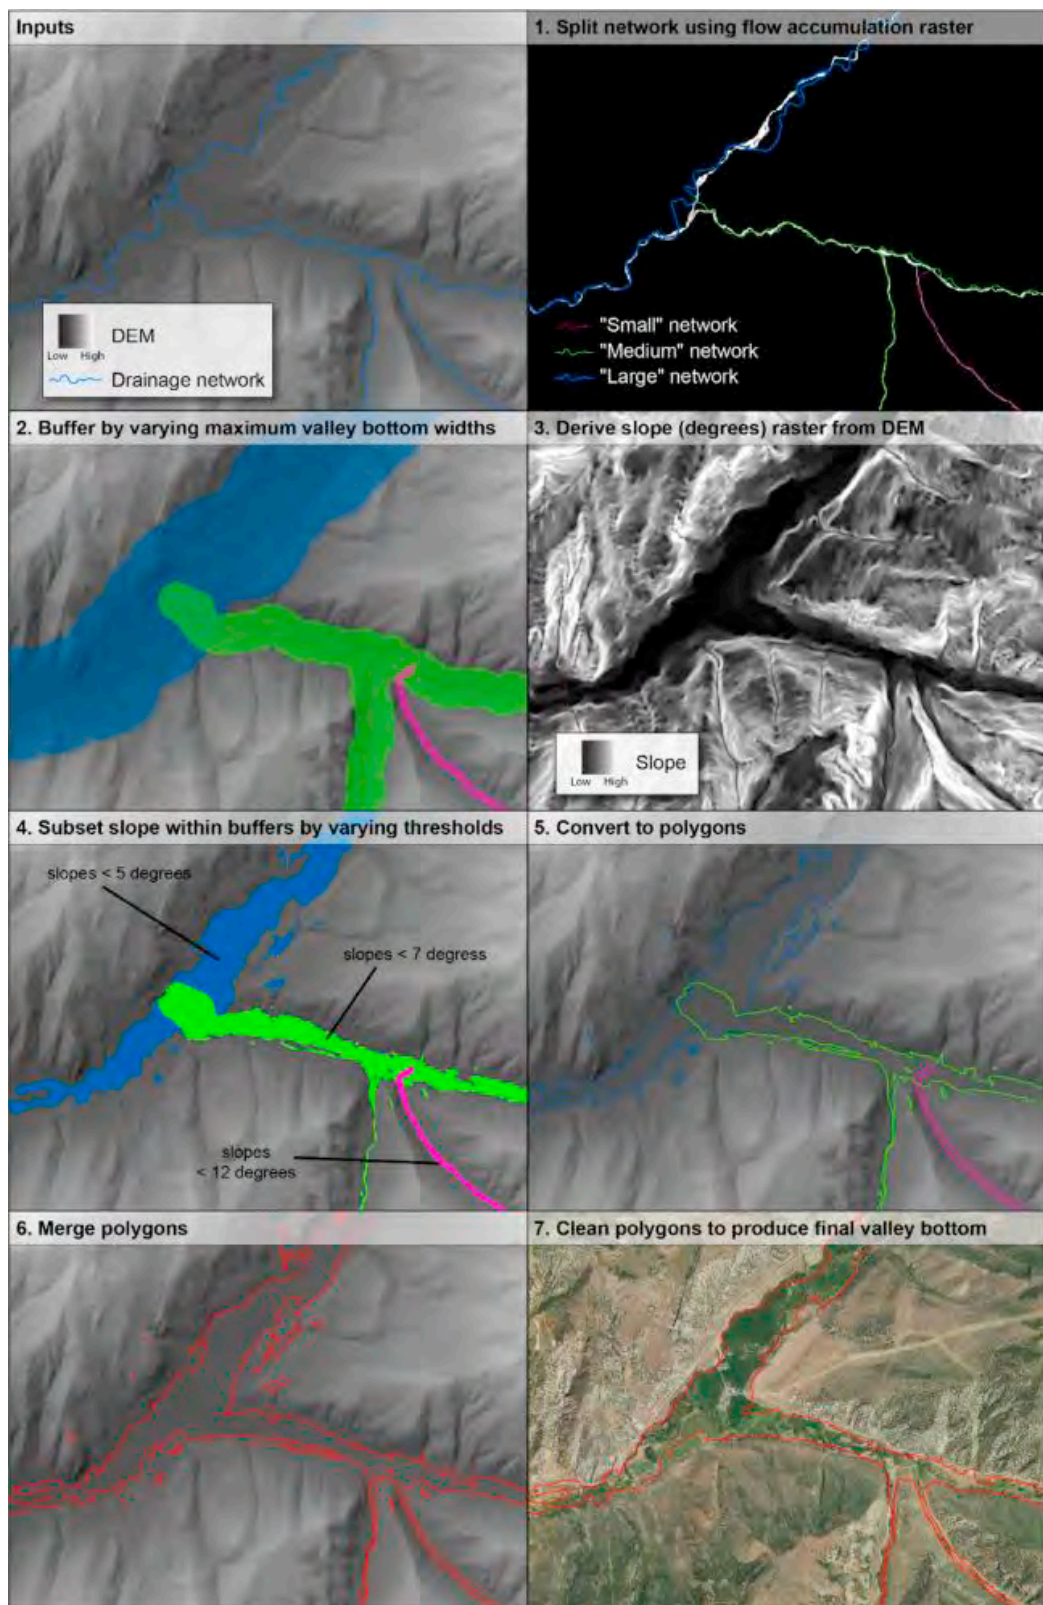 Inputs
1. Split network using flow accumulation raster
DEM
Low High
Drainage network
"Small" network
"Medium" network
"Large" network
2. Buffer by varying maximum valley bottom widths
3. Derive slope (degrees) raster from DEM
Slope
Low High
4. Subset slope within buffers by varying thresholds
5. Convert to polygons
slopes < 5 degrees
slopes < 7 degress
slopes
< 12 degrees
6. Merge polygons
7. Clean polygons to produce final valley bottom